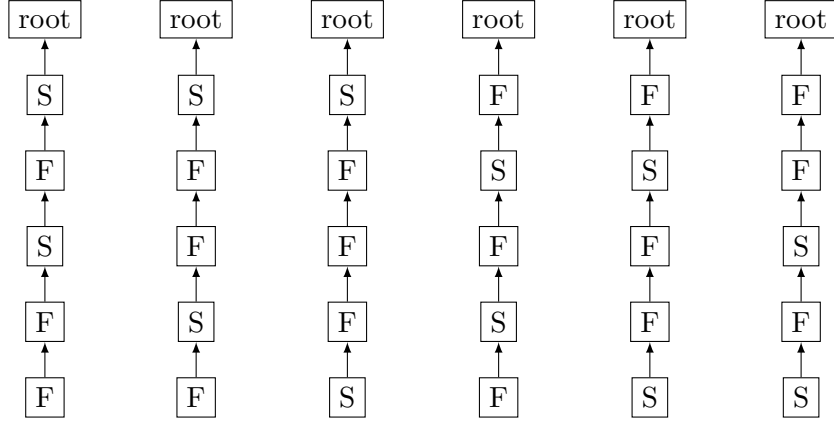 root root root root root root
S S S F F F
F F F S S F
S F F F F S
F S F S F F
F F S F S S